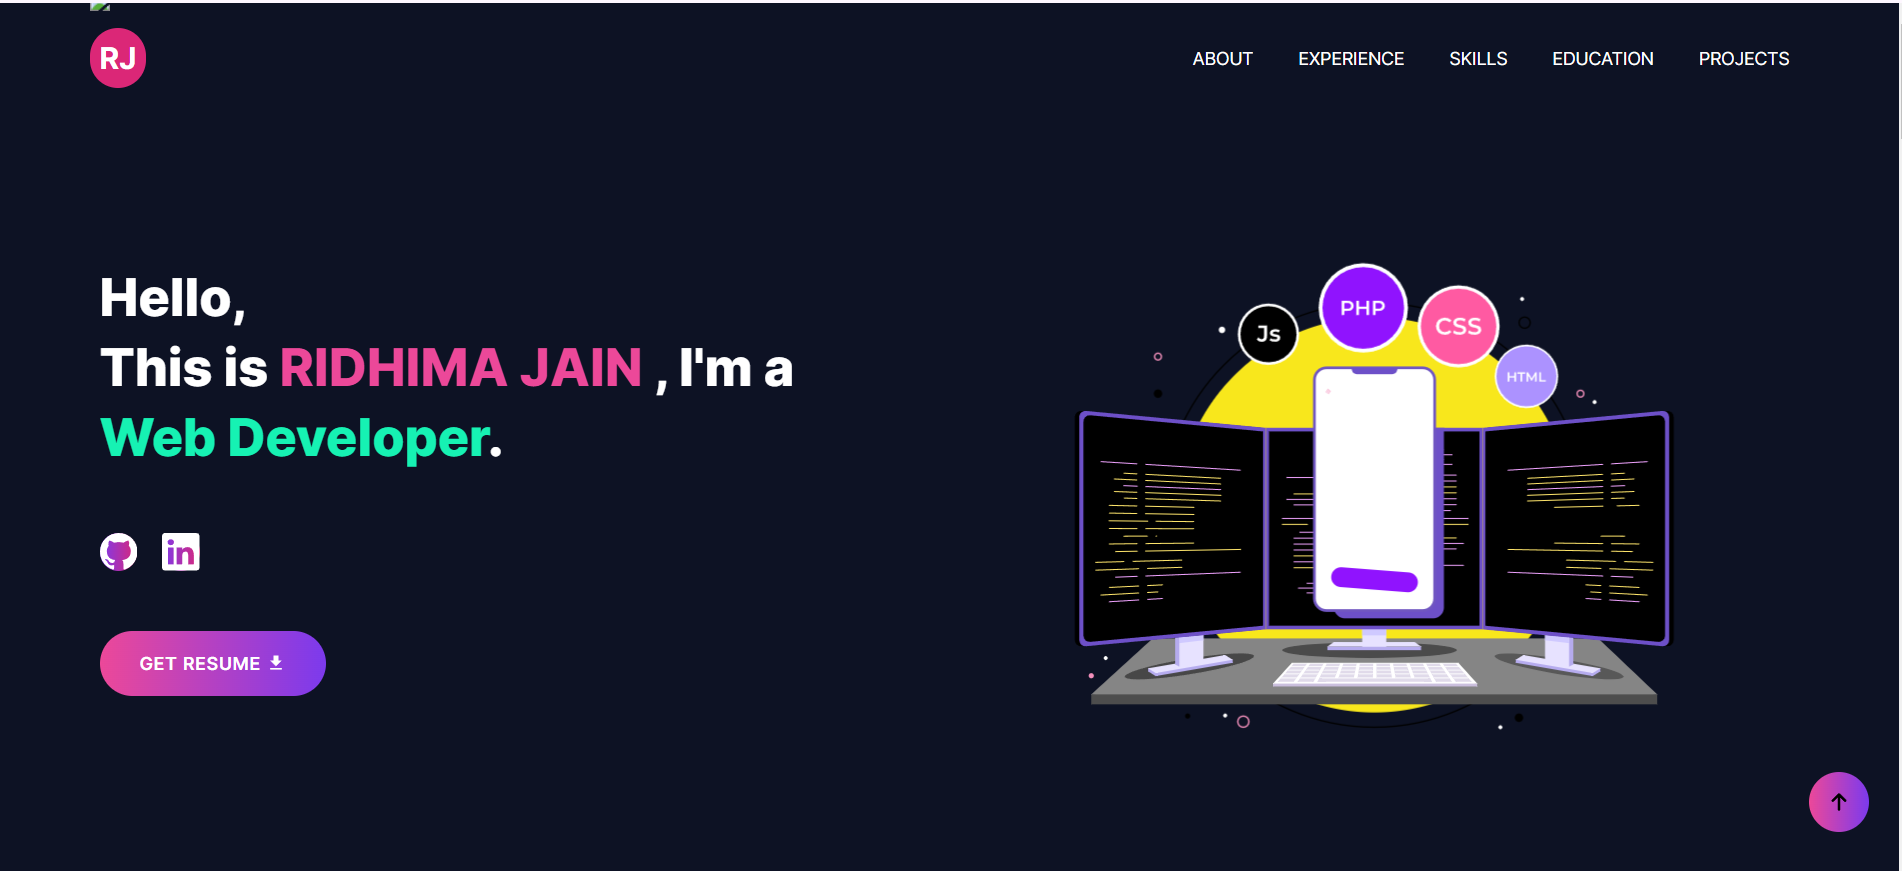 RJ
ABOUT EXPERIENCE SKILLS EDUCATION PROJECTS
Hello,
This is RIDHIMA JAIN , I'm a
Web Developer.
in
GET RESUME
Js
PHP
CSS
HTML